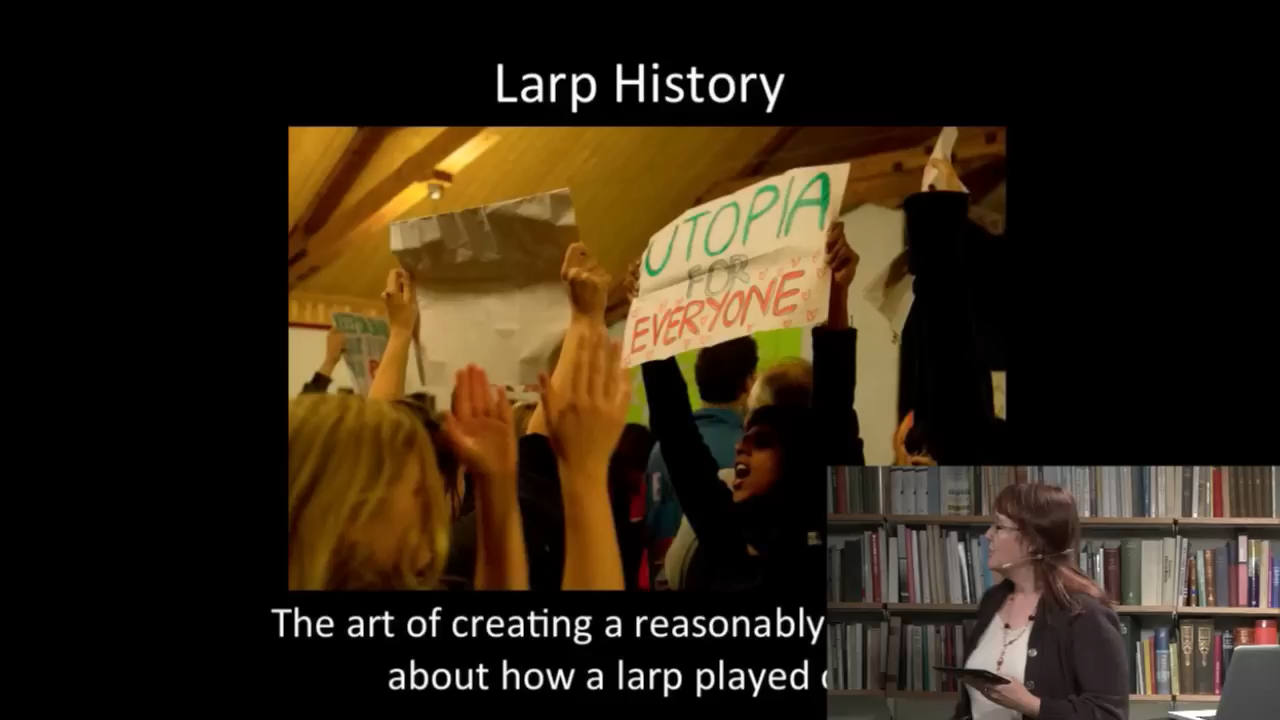 Larp History
UTOPIA
FOR
EVERYONE
The art of creating a reasonably
about how a larp played